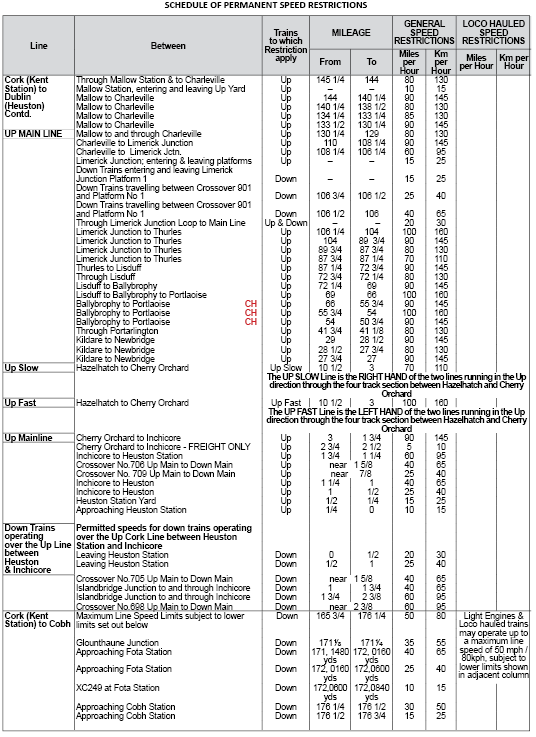 SCHEDULE OF PERMANENT SPEED RESTRICTIONS
Line Between Trains to which Restriction apply MILEAGE From To GENERAL SPEED RESTRICTIONS Miles per Hour Km per Hour LOCO HAULED SPEED RESTRICTIONS Miles per Hour Km per Hour
Cork (Kent Through Mallow Station & to Charleville Up 145 1/4 144 80 130
Station) to Mallow Station, entering and leaving Up Yard Up – – 10 15
Dublin Mallow to Charleville Up 144 140 1/4 90 145
(Heuston) Mallow to Charleville Up 140 1/4 138 1/2 80 130
Contd. Mallow to Charleville Up 134 1/4 133 1/4 85 130
Mallow to Charleville Up 133 1/2 130 1/4 90 145
UP MAIN LINE Mallow to and through Charleville Up 130 1/4 129 80 130
Charleville to Limerick Junction Up 110 108 1/4 90 145
Charleville to Limerick Jctn. Up 108 1/4 106 1/4 60 95
Limerick Junction; entering & leaving platforms Up – – 15 25
Down Trains entering and leaving Limerick
Junction Platform 1 Down – – 15 25
Down Trains travelling between Crossover 901
and Platform No 1 Down 106 3/4 106 1/2 25 40
Down Trains travelling between Crossover 901
and Platform No 1 Down 106 1/2 106 40 65
Through Limerick Junction Loop to Main Line Up & Down – – 20 30
Limerick Junction to Thurles Up 106 1/4 104 100 160
Limerick Junction to Thurles Up 104 89 3/4 90 145
Limerick Junction to Thurles Up 89 3/4 87 3/4 80 130
Limerick Junction to Thurles Up 87 3/4 87 1/4 70 110
Thurles to Lisduff Up 87 1/4 72 3/4 90 145
Through Lisduff Up 72 3/4 72 1/4 80 130
Lisduff to Ballybrophy Up 72 1/4 69 90 145
Lisduff to Ballybrophy to Portlaoise Up 69 66 100 160
Ballybrophy to Portlaoise CH Up 66 55 3/4 90 145
Ballybrophy to Portlaoise CH Up 55 3/4 54 100 160
Ballybrophy to Portlaoise CH Up 54 50 3/4 90 145
Through Portarlington Up 41 3/4 41 1/8 80 130
Kildare to Newbridge Up 29 28 1/2 90 145
Kildare to Newbridge Up 28 1/2 27 3/4 80 130
Kildare to Newbridge Up 27 3/4 27 90 145
Up Slow Hazelhatch to Cherry Orchard Up Slow 10 1/2 3 70 110
The UP SLOW Line is the RIGHT HAND of the two lines running in the Up
direction through the four track section between Hazelhatch and Cherry
Orchard
Up Fast Hazelhatch to Cherry Orchard Up Fast 10 1/2 3 100 160
The UP FAST Line is the LEFT HAND of the two lines running in the Up
direction through the four track section between Hazelhatch and Cherry
Orchard
Up Mainline Cherry Orchard to Inchicore Up 3 1 3/4 90 145
Cherry Orchard to Inchicore - FREIGHT ONLY Up 2 3/4 2 1/2 5 10
Inchicore to Heuston Station Up 1 3/4 1 1/4 60 95
Crossover No.706 Up Main to Down Main Up near 1 5/8 40 65
Crossover No. 709 Up Main to Down Main Up near 7/8 25 40
Inchicore to Heuston Up 1 1/4 1 40 65
Inchicore to Heuston Up 1 1/2 25 40
Heuston Station Yard Up 1/2 1/4 15 25
Approaching Heuston Station Up 1/4 0 10 15
Down Trains Permitted speeds for down trains operating
operating over the Up Cork Line between Heuston
over the Up Line Station and Inchicore
between Leaving Heuston Station Down 0 1/2 20 30
Heuston Leaving Heuston Station Down 1/2 1 25 40
& Inchicore
Crossover No.705 Up Main to Down Main Down near 1 5/8 40 65
Islandbridge Junction to and through Inchicore Down 1 1 3/4 40 65
Islandbridge Junction to and through Inchicore Down 1 3/4 2 3/8 60 95
Crossover No.698 Up Main to Down Main Down near 2 3/8 60 95
Cork (Kent Maximum Line Speed Limits subject to lower Down 165 3/4 176 1/4 50 80 Light Engines &
Station) to Cobh limits set out below Loco hauled trains
may operate up to
Glounthaune Junction Down 171½ 171¾ 35 55 a maximum line
Approaching Fota Station Down 171, 1480 yds 172, 0160 yds 40 65 speed of 50 mph /
80kph, subject to
Approaching Fota Station Down 172, 0160 yds 172,0600 yds 25 40 lower limits shown
in adjacent column
XC249 at Fota Station Down 172,0600 yds 172,0840 yds 10 15
Approaching Cobh Station Down 176 1/4 176 1/2 30 50
Approaching Cobh Station Down 176 1/2 176 3/4 15 25